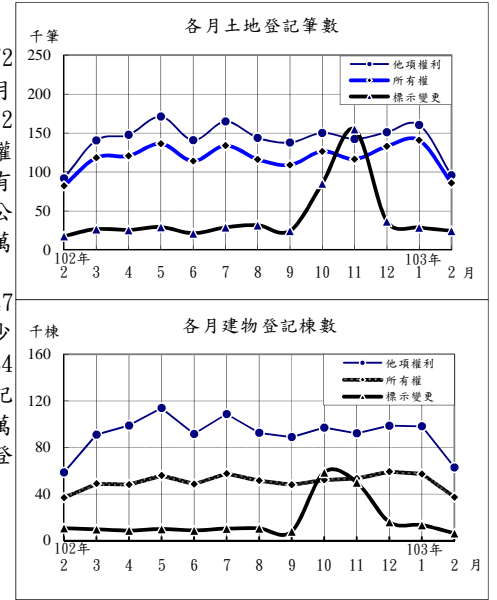 各月土地登記筆數
千筆
250
200
150
100
50
0
他項權利
所有權
標示變更
102年 103年
2 3 4 5 6 7 8 9 10 11 12 1 2 月
各月建物登記棟數
千棟
160
120
80
40
0
他項權利
所有權
標示變更
102年 103年
2 3 4 5 6 7 8 9 10 11 12 1 2 月
2
月
2
權
有
公
萬
7
少
4
記
萬
登